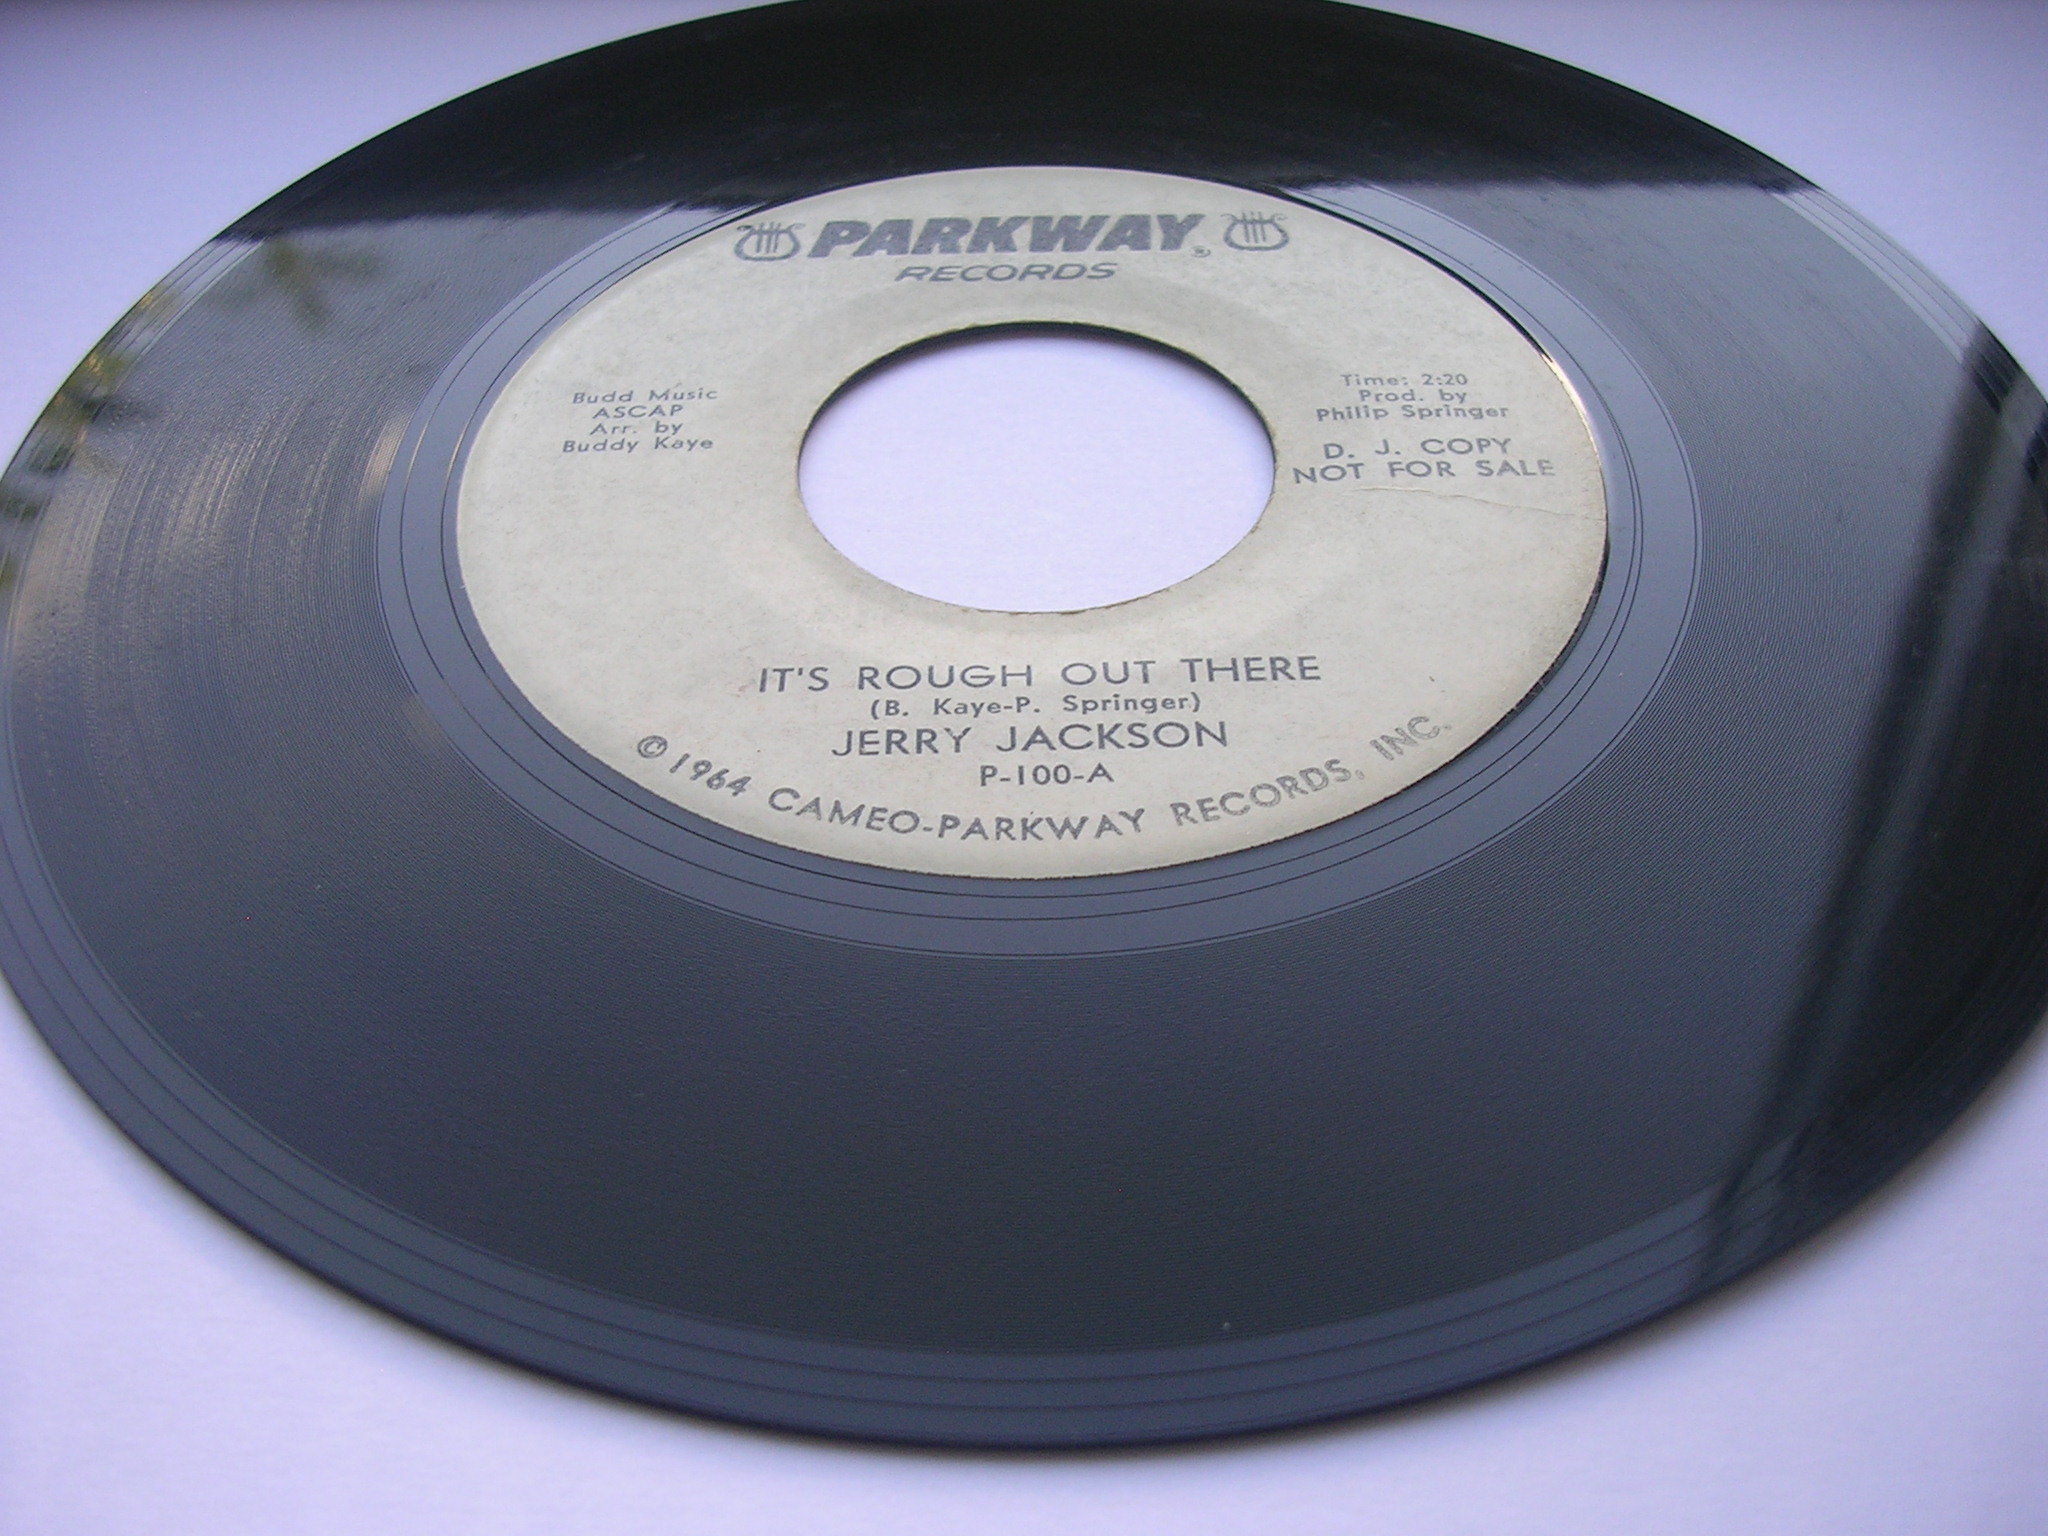 PARKWAY®
RECORDS
Budd Music
ASCAP
Arr. by
Buddy Kaye
Time: 2:20
Prod. by
Philip Springer
D. J. COPY
NOT FOR SALE
IT'S ROUGH OUT THERE
(B. Kaye-P. Springer)
JERRY JACKSON
P-100-A
© 1964 CAMEO-PARKWAY RECORDS, INC.